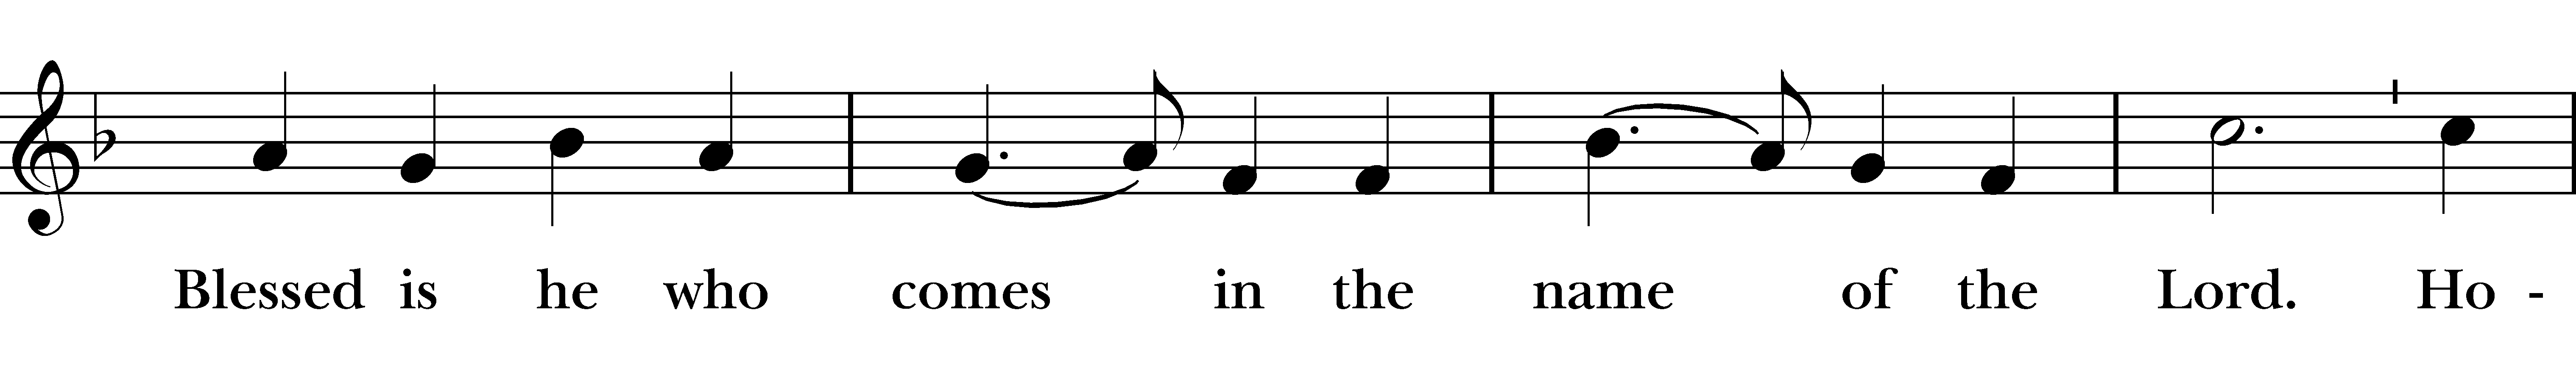 Blessed is he who comes in the name of the Lord. Ho -